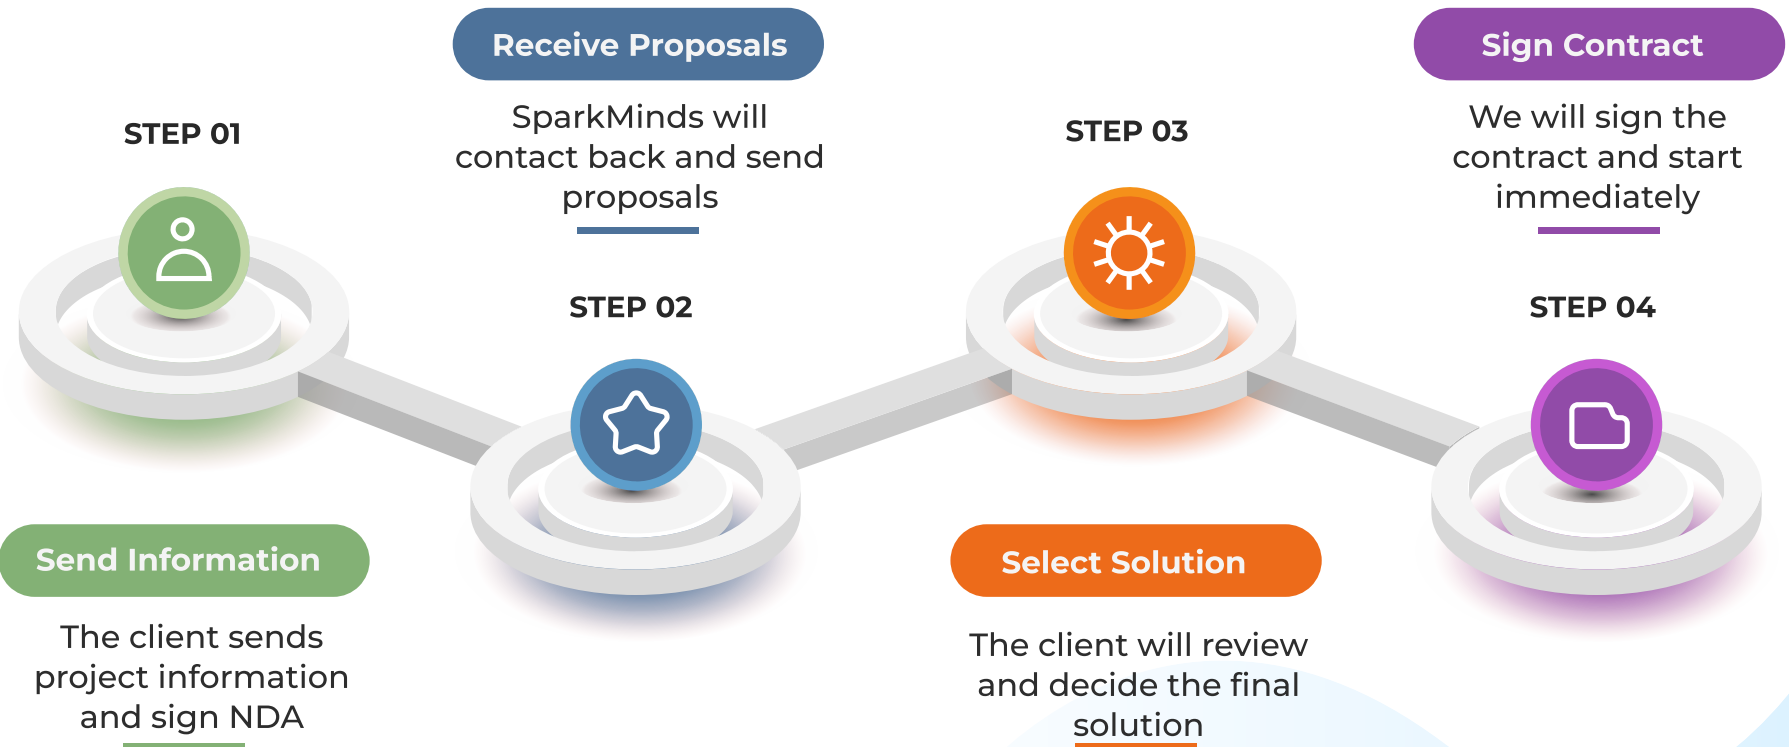 STEP 01
Send Information
The client sends
project information
and sign NDA
Receive Proposals
SparkMinds will
contact back and send
proposals
STEP 02
STEP 03
Select Solution
The client will review
and decide the final
solution
Sign Contract
We will sign the
contract and start
immediately
STEP 04